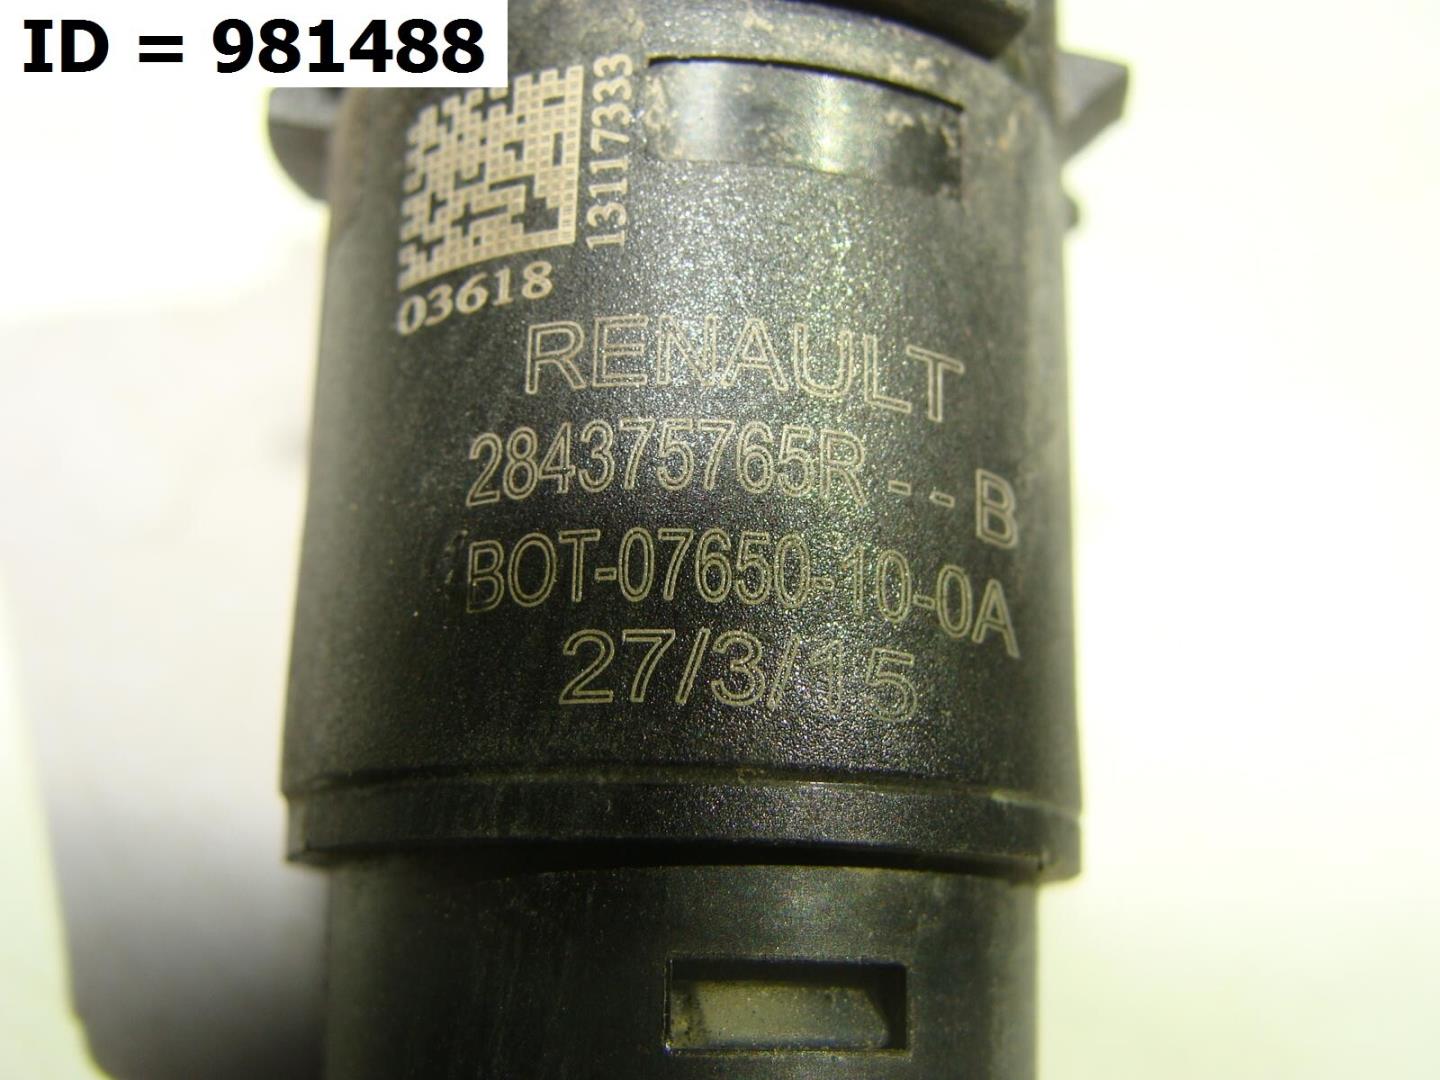 ID = 981488
13117333
03618
RENAULT
284375765R--B
BOT-07650-10-0A
27/3/15